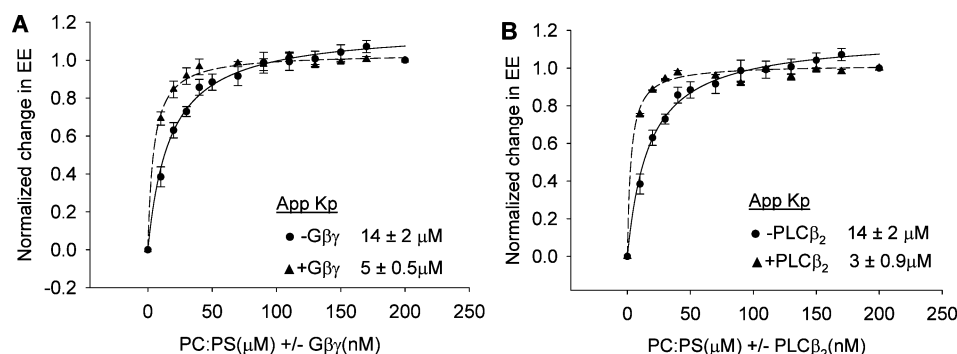 A
Normalized change in EE
1.2
1.0
0.8
0.6
0.4
0.2
0.0
-0.2
App Kp
-Gβγ 14 ± 2 μM
+Gβγ 5 ± 0.5μM
0 50 100 150 200 250
PC:PS(μM) +/- Gβγ(nM)
B
Normalized change in EE
1.2
1.0
0.8
0.6
0.4
0.2
0.0
App Kp
-PLCβ₂ 14 ± 2 μM
+PLCβ₂ 3 ± 0.9μM
0 50 100 150 200 250
PC:PS(μM) +/- PLCβ₂(nM)